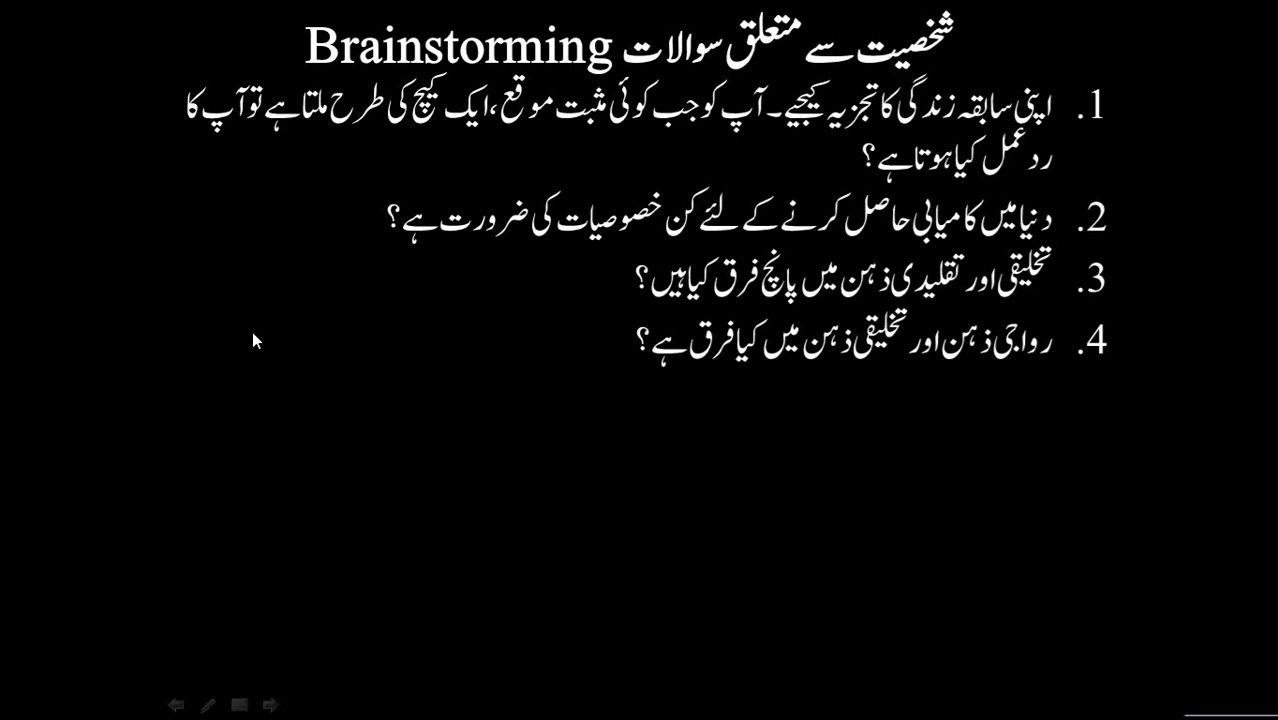 شخصیت سے متعلق سوالات Brainstorming
1. اپنی سابقہ زندگی کا تجزیہ کیجیے۔ آپ کو جب کوئی مثبت موقع، ایک کیچ کی طرح ملتا ہے تو آپ کا
رد عمل کیا ہوتا ہے؟
2. دنیا میں کامیابی حاصل کرنے کے لئے کن خصوصیات کی ضرورت ہے؟
3. تخلیقی اور تقلیدی ذہن میں پانچ فرق کیا ہیں؟
4. رواجی ذہن اور تخلیقی ذہن میں کیا فرق ہے؟